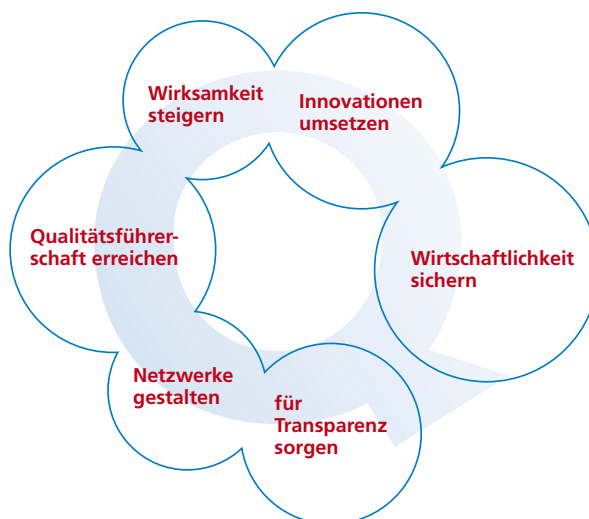 Wirksamkeit
steigern
Innovationen
umsetzen
Qualitätsführer-
schaft erreichen
Wirtschaftlichkeit
sichern
Netzwerke
gestalten
für
Transparenz
sorgen